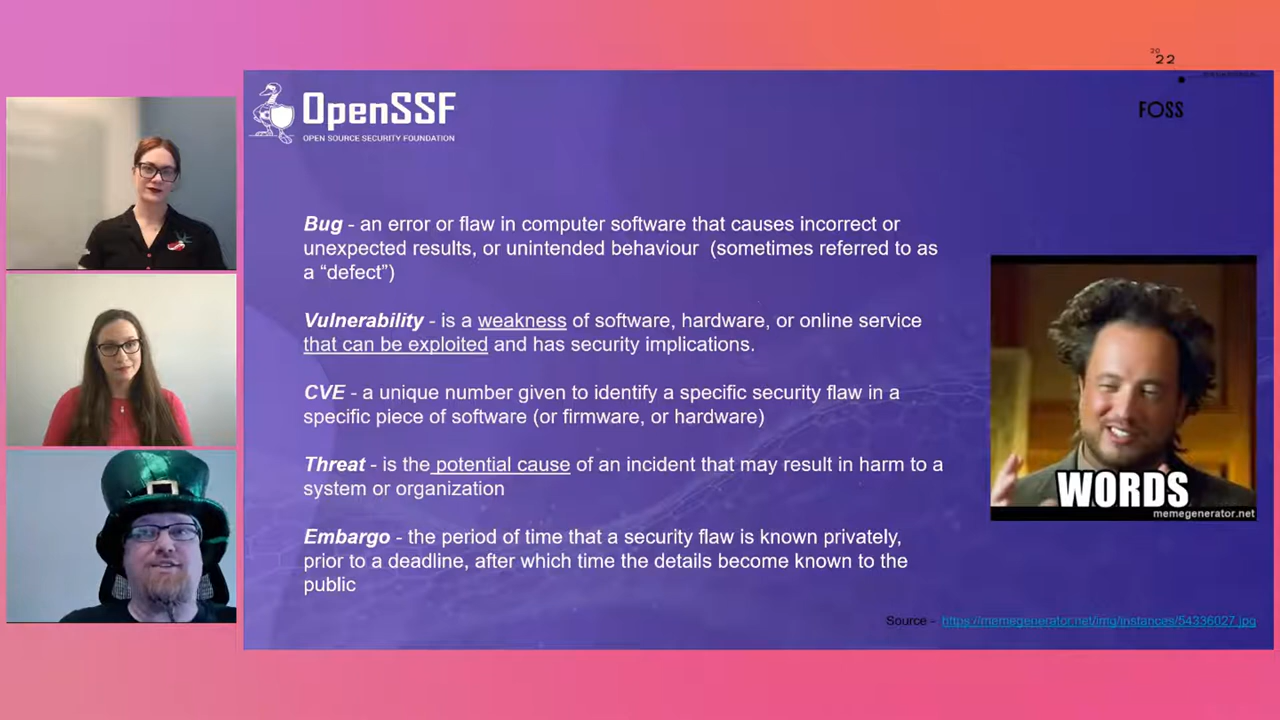 20
22
FOSS
OpenSSF
OPEN SOURCE SECURITY FOUNDATION
Bug - an error or flaw in computer software that causes incorrect or
unexpected results, or unintended behaviour (sometimes referred to as
a “defect”)
Vulnerability - is a weakness of software, hardware, or online service
that can be exploited and has security implications.
CVE - a unique number given to identify a specific security flaw in a
specific piece of software (or firmware, or hardware)
Threat - is the potential cause of an incident that may result in harm to a
system or organization
Embargo - the period of time that a security flaw is known privately,
prior to a deadline, after which time the details become known to the
public
WORDS
memegenerator.net
Source - https://memegenerator.net/img/instances/54336027.jpg